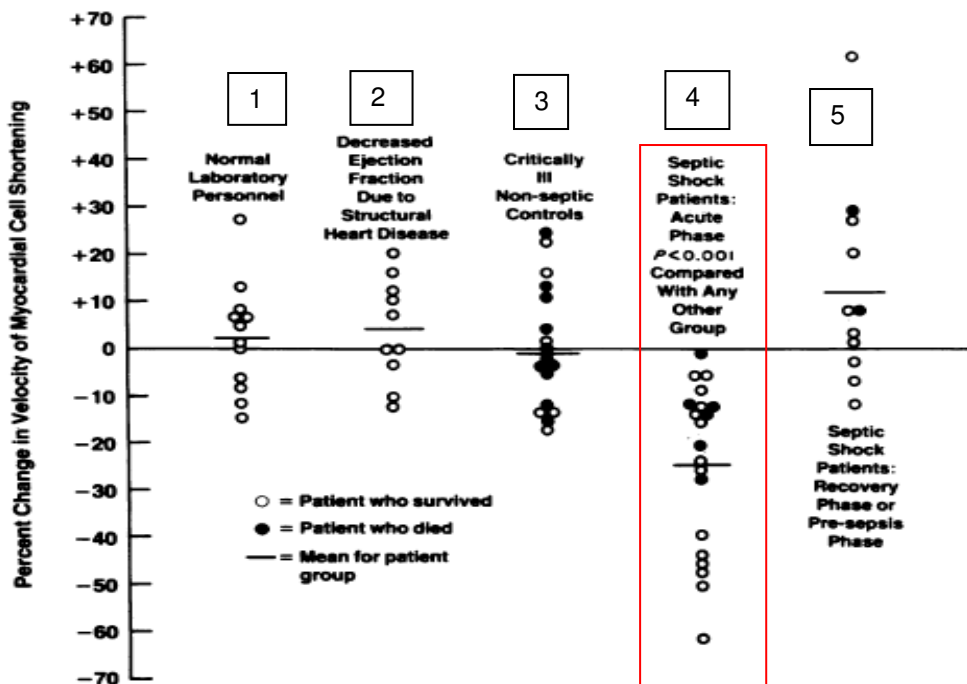 Percent Change in Velocity of Myocardial Cell Shortening
+70
+60
+50
+40
+30
+20
+10
0
−10
−20
−30
−40
−50
−60
−70
1
Normal
Laboratory
Personnel
2
Decreased
Ejection
Fraction
Due to
Structural
Heart Disease
3
Critically
Ill
Non-septic
Controls
4
Septic
Shock
Patients:
Acute
Phase
P<0.001
Compared
With Any
Other
Group
5
Septic
Shock
Patients:
Recovery
Phase or
Pre-sepsis
Phase
= Patient who survived
= Patient who died
= Mean for patient
group